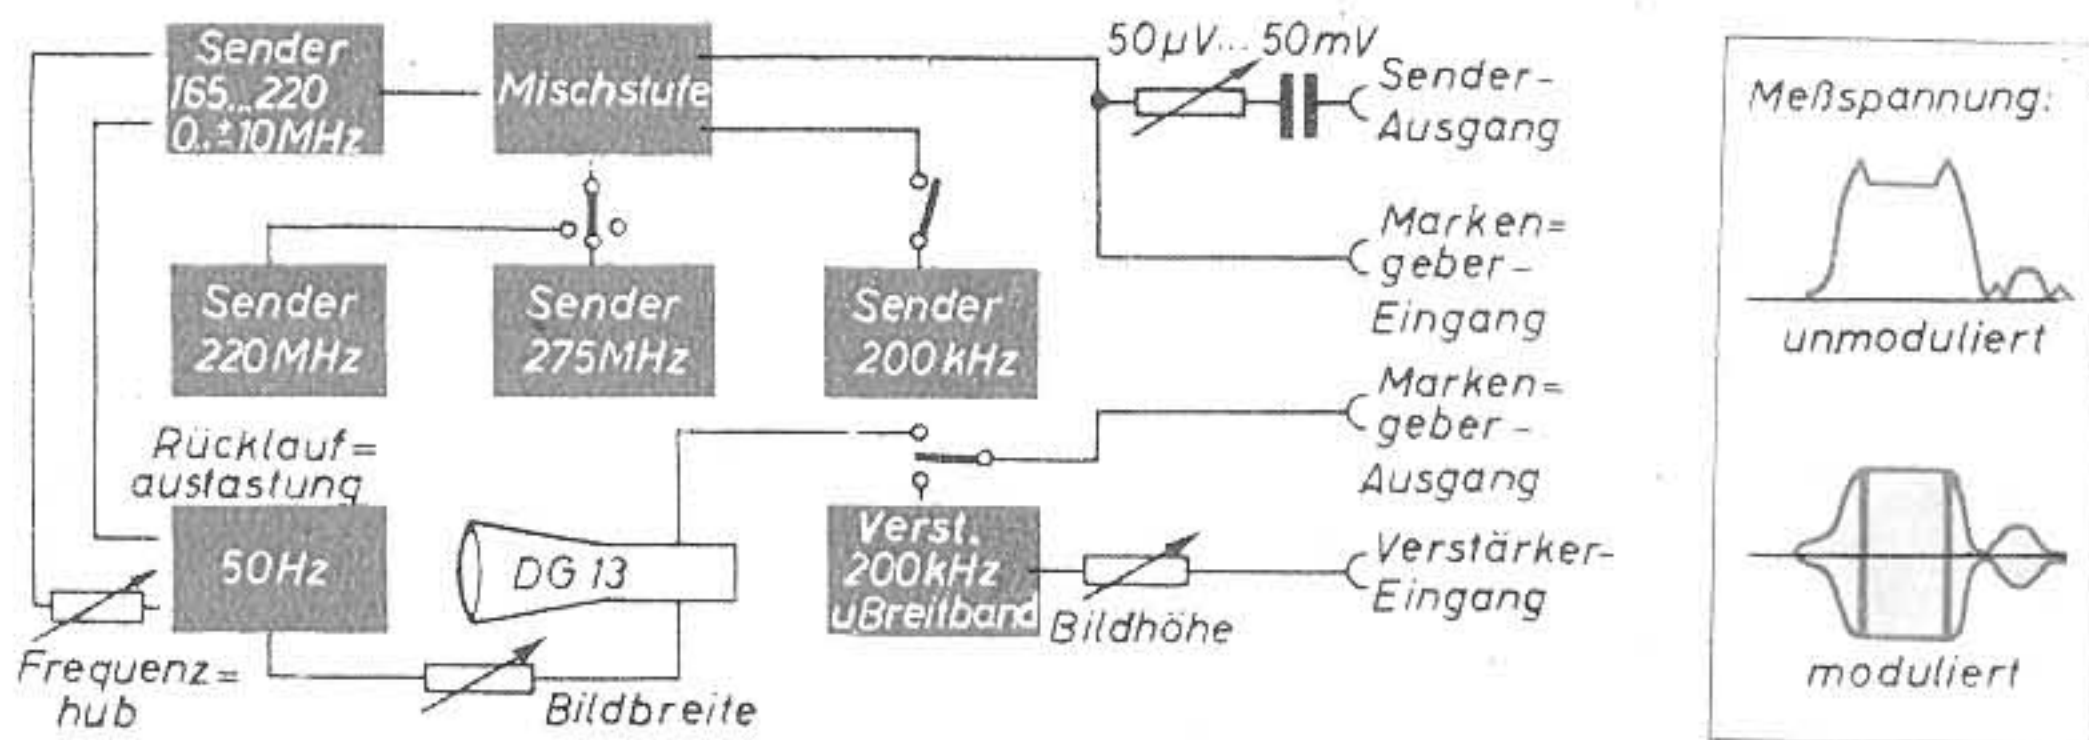 Sender
165...220
0..±10MHz
Mischstufe
50µV... 50mV
Sender-
Ausgang
Marken=
geber-
Eingang
Sender
220MHz
Sender
275MHz
Sender
200kHz
Marken=
geber-
Ausgang
Rücklauf=
austastung
50Hz
DG 13
Verst.
200kHz
uBreitband
Verstärker-
Eingang
Bildhöhe
Frequenz=
hub
Bildbreite
Meßspannung:
unmoduliert
moduliert